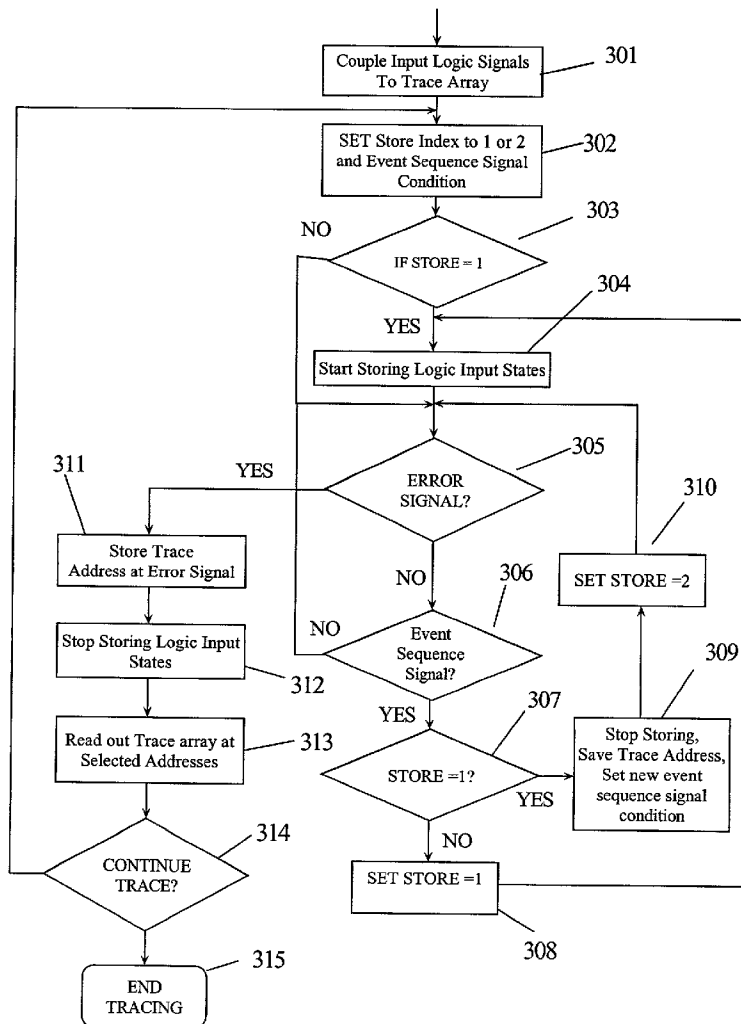 Couple Input Logic Signals
To Trace Array
301
SET Store Index to 1 or 2
and Event Sequence Signal
Condition
302
303
NO
IF STORE = 1
304
YES
Start Storing Logic Input States
305
311
YES
ERROR
SIGNAL?
310
Store Trace
Address at Error Signal
NO
306
SET STORE =2
Stop Storing Logic Input
States
312
NO
Event
Sequence
Signal?
309
YES
307
Read out Trace array at
Selected Addresses
313
STORE =1?
YES
Stop Storing,
Save Trace Address,
Set new event
sequence signal
condition
314
CONTINUE
TRACE?
NO
SET STORE =1
308
315
END
TRACING